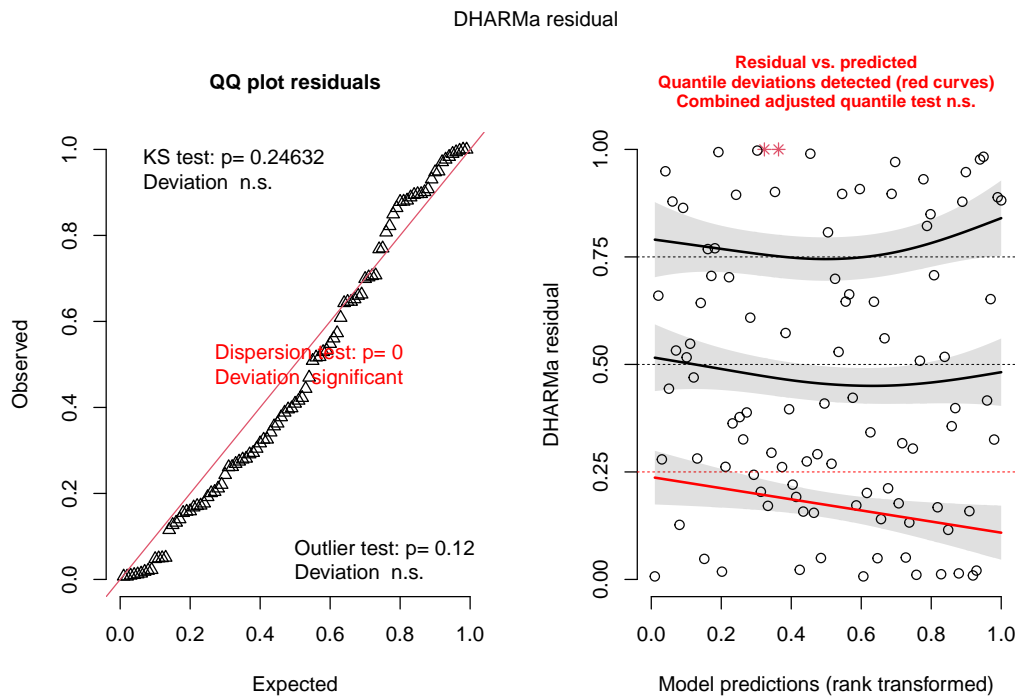 DHARMa residual
QQ plot residuals
KS test: p= 0.24632
Deviation  n.s.
Dispersion test: p= 0
Deviation  significant
Outlier test: p= 0.12
Deviation  n.s.
Observed
0.0 0.2 0.4 0.6 0.8 1.0
0.0 0.2 0.4 0.6 0.8 1.0
Expected
Residual vs. predicted
Quantile deviations detected (red curves)
Combined adjusted quantile test n.s.
DHARMa residual
0.00 0.25 0.50 0.75 1.00
0.0 0.2 0.4 0.6 0.8 1.0
Model predictions (rank transformed)